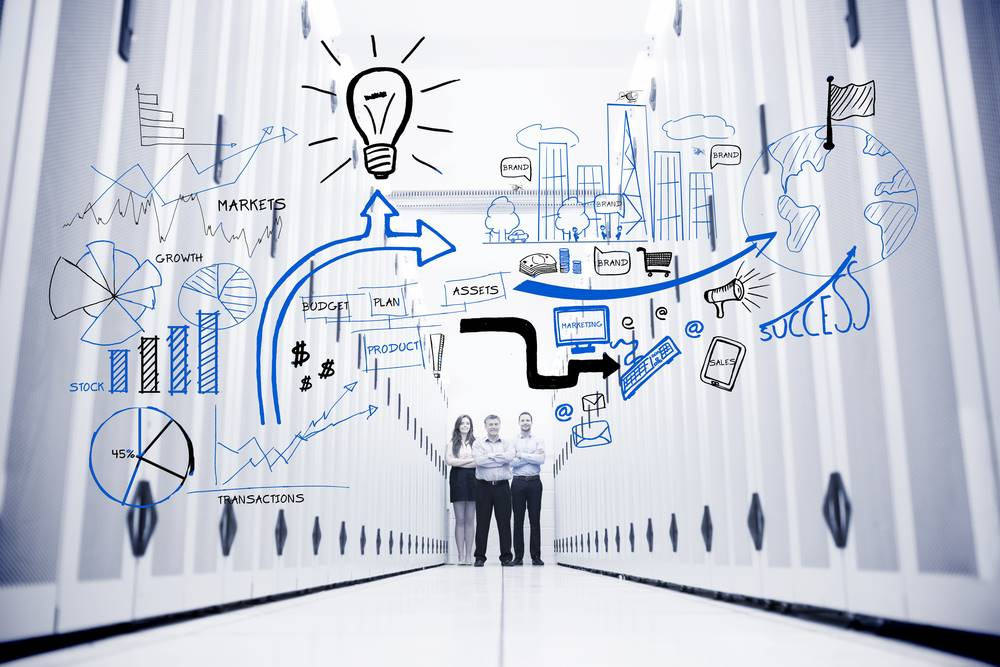 BRAND
BRAND
MARKETS
BRAND
GROWTH
BRAND
BUDGET
PLAN
ASSETS
$
$
$
PRODUCT
!
MARKETING
e
@
@
SUCCESS
SALES
STOCK
@
45%
TRANSACTIONS